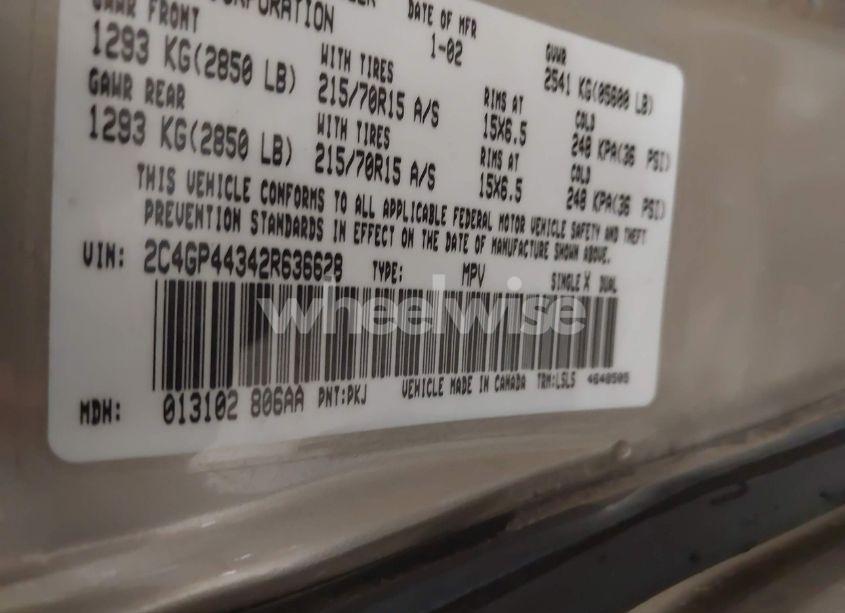 CORPORATION
DATE OF MFR
1-02
GAWR FRONT
1293 KG(2850 LB)
WITH TIRES
215/70R15 A/S
RIMS AT
15X6.5
GVWR
2541 KG(05600 LB)
COLD
248 KPA(36 PSI)
GAWR REAR
1293 KG(2850 LB)
WITH TIRES
215/70R15 A/S
RIMS AT
15X6.5
COLD
248 KPA(36 PSI)
THIS VEHICLE CONFORMS TO ALL APPLICABLE FEDERAL MOTOR VEHICLE SAFETY AND THEFT
PREVENTION STANDARDS IN EFFECT ON THE DATE OF MANUFACTURE SHOWN ABOVE.
VIN: 2C4GP44342R636628 TYPE: MPV SINGLE X DUAL
wheelwise
MDH: 013102 806AA PNT:PKJ VEHICLE MADE IN CANADA TRM:LSL5